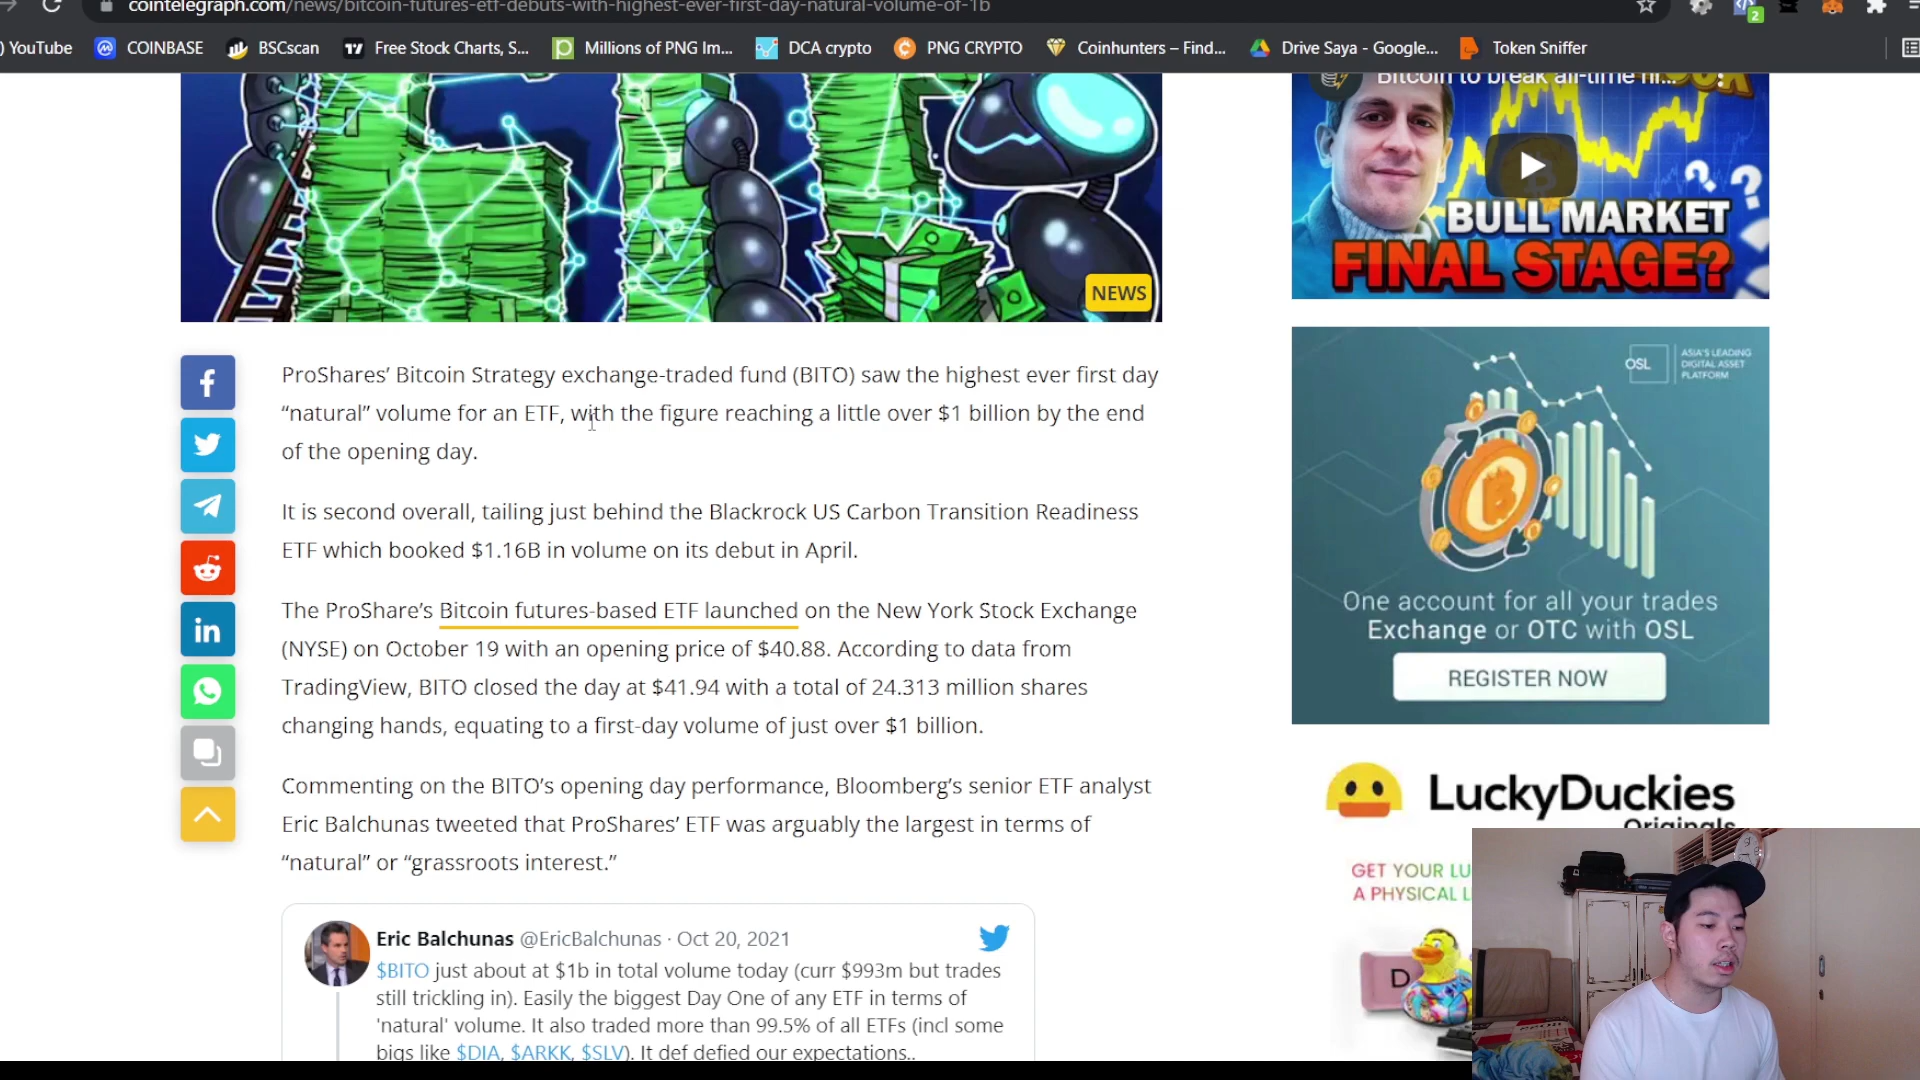 cointelegraph.com/news/bitcoin-futures-etf-debuts-with-highest-ever-first-day-natural-volume-of-1b
2
YouTube COINBASE BSCscan Free Stock Charts, S... Millions of PNG Im... DCA crypto PNG CRYPTO Coinhunters – Find... Drive Saya - Google... Token Sniffer
Bitcoin to break all-time hi...
BULL MARKET
FINAL STAGE?
NEWS
ProShares’ Bitcoin Strategy exchange-traded fund (BITO) saw the highest ever first day
“natural” volume for an ETF, with the figure reaching a little over $1 billion by the end
of the opening day.
It is second overall, tailing just behind the Blackrock US Carbon Transition Readiness
ETF which booked $1.16B in volume on its debut in April.
The ProShare’s Bitcoin futures-based ETF launched on the New York Stock Exchange
(NYSE) on October 19 with an opening price of $40.88. According to data from
TradingView, BITO closed the day at $41.94 with a total of 24.313 million shares
changing hands, equating to a first-day volume of just over $1 billion.
Commenting on the BITO’s opening day performance, Bloomberg’s senior ETF analyst
Eric Balchunas tweeted that ProShares’ ETF was arguably the largest in terms of
“natural” or “grassroots interest.”
Eric Balchunas @EricBalchunas · Oct 20, 2021
$BITO just about at $1b in total volume today (curr $993m but trades
still trickling in). Easily the biggest Day One of any ETF in terms of
'natural' volume. It also traded more than 99.5% of all ETFs (incl some
bigs like $DIA, $ARKK, $SLV). It def defied our expectations..
OSL
ASIA'S LEADING
DIGITAL ASSET
PLATFORM
One account for all your trades
Exchange or OTC with OSL
REGISTER NOW
LuckyDuckies
Originals
GET YOUR LU
A PHYSICAL L
D